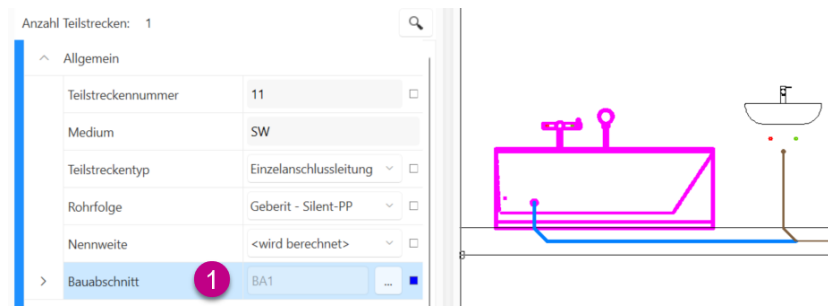 Anzahl Teilstrecken: 1
Allgemein
Teilstreckennummer 11
Medium SW
Teilstreckentyp Einzelanschlussleitung
Rohrfolge Geberit - Silent-PP
Nennweite <wird berechnet>
Bauabschnitt 1 BA1 ...